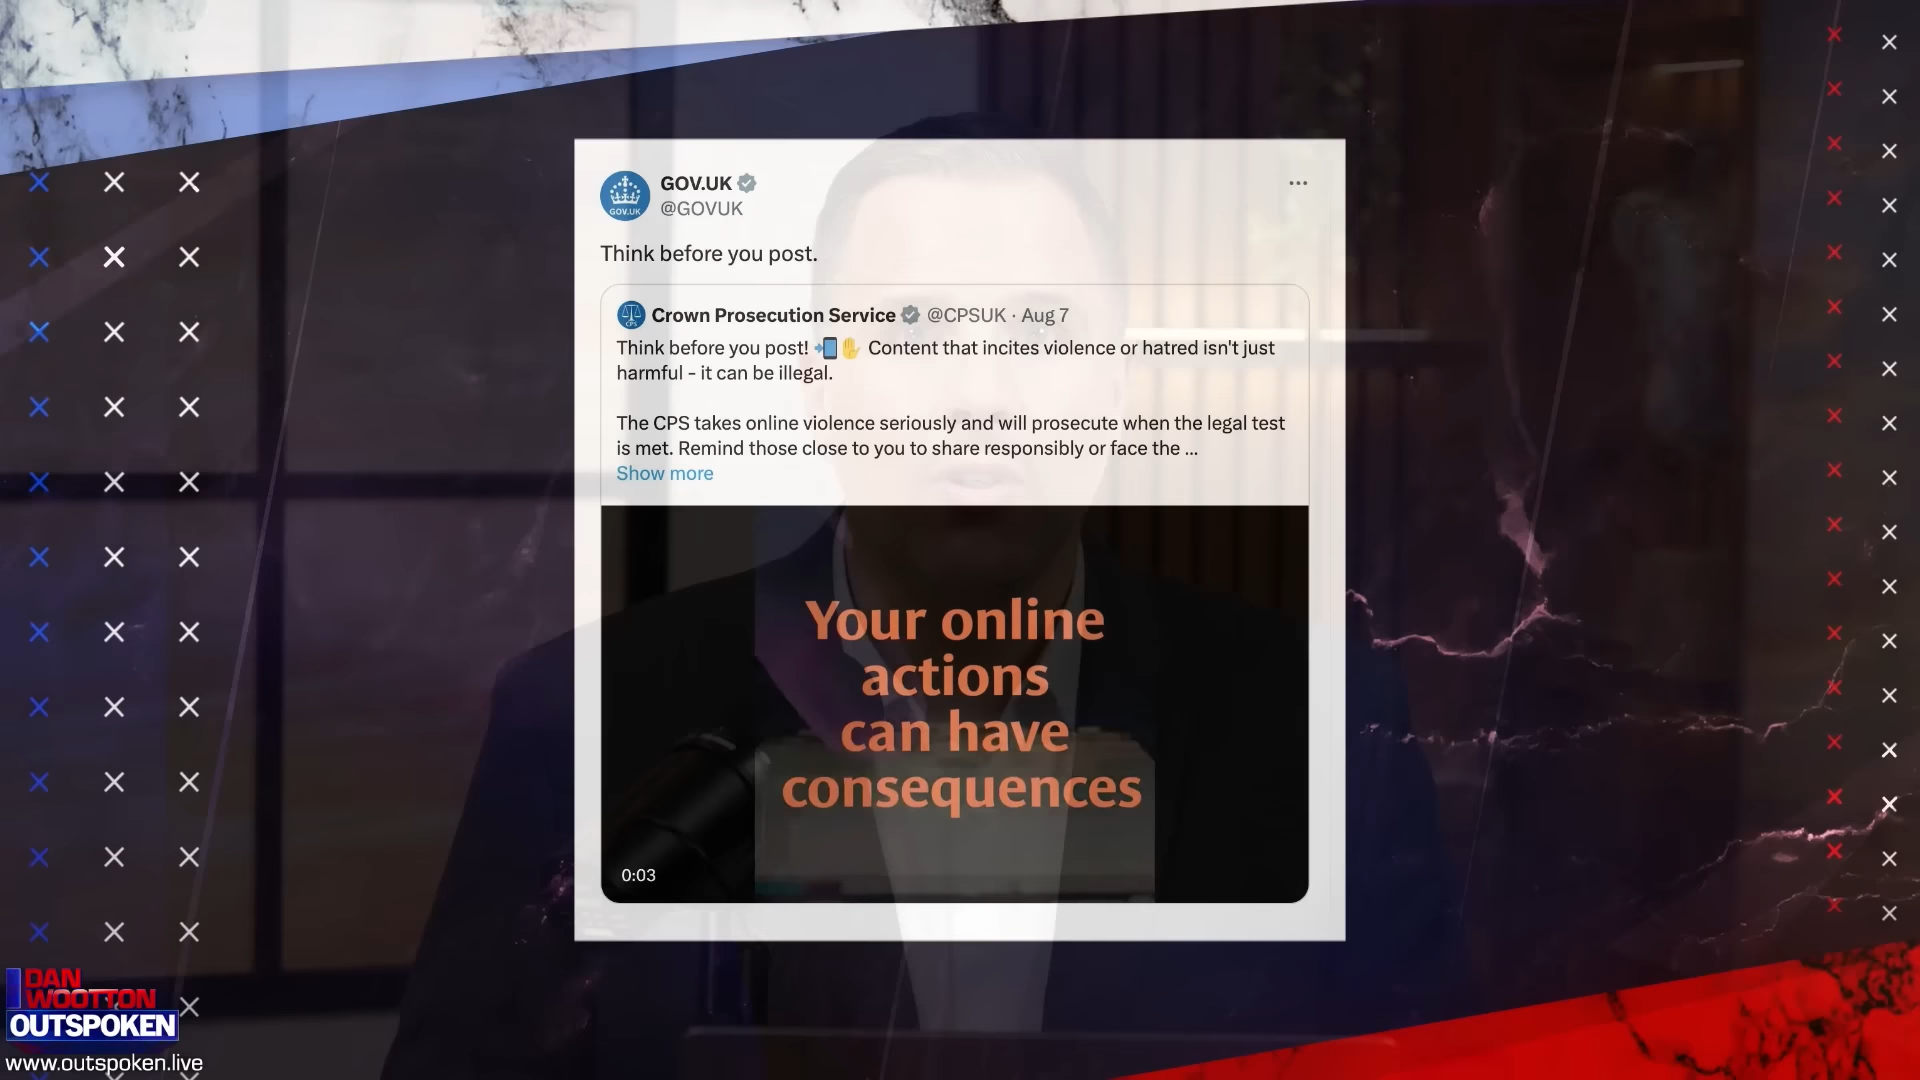 GOV.UK
@GOVUK
GOV.UK
Think before you post.
Crown Prosecution Service @CPSUK · Aug 7
CPS
Think before you post! 📲✋ Content that incites violence or hatred isn't just
harmful - it can be illegal.
The CPS takes online violence seriously and will prosecute when the legal test
is met. Remind those close to you to share responsibly or face the ...
Show more
Your online
actions
can have
consequences
0:03
DAN
WOOTTON
OUTSPOKEN
www.outspoken.live